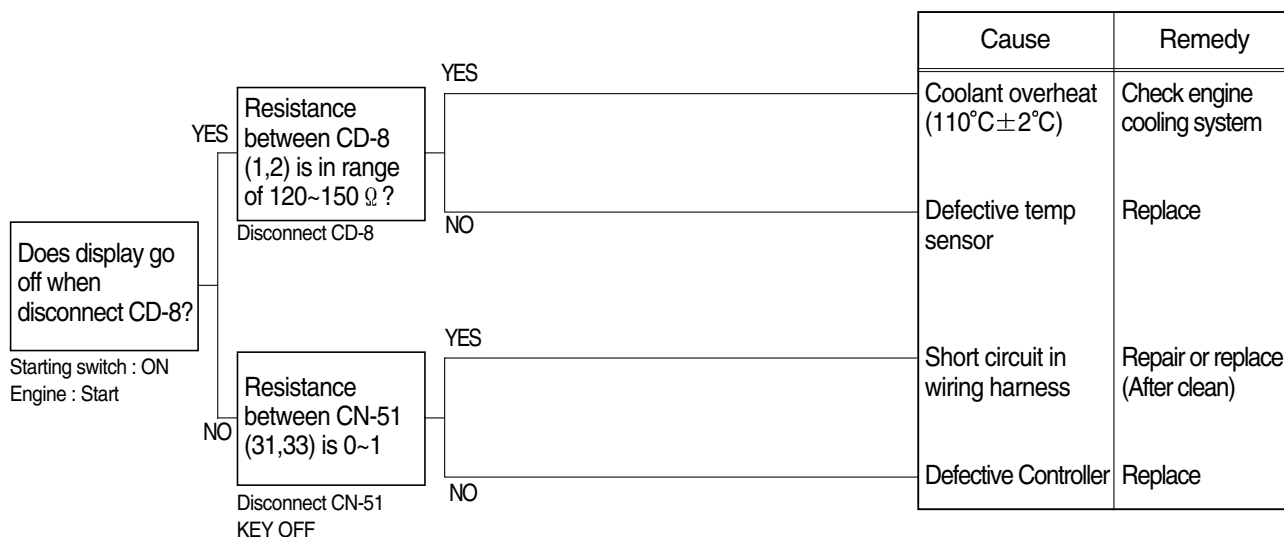 Does display go
off when
disconnect CD-8?
Starting switch : ON
Engine : Start
YES
Resistance
between CD-8
(1,2) is in range
of 120~150 Ω ?
Disconnect CD-8
NO
Resistance
between CN-51
(31,33) is 0~1
Disconnect CN-51
KEY OFF
YES
NO
YES
NO
Cause
Remedy
Coolant overheat
(110°C±2°C)
Check engine
cooling system
Defective temp
sensor
Replace
Short circuit in
wiring harness
Repair or replace
(After clean)
Defective Controller
Replace